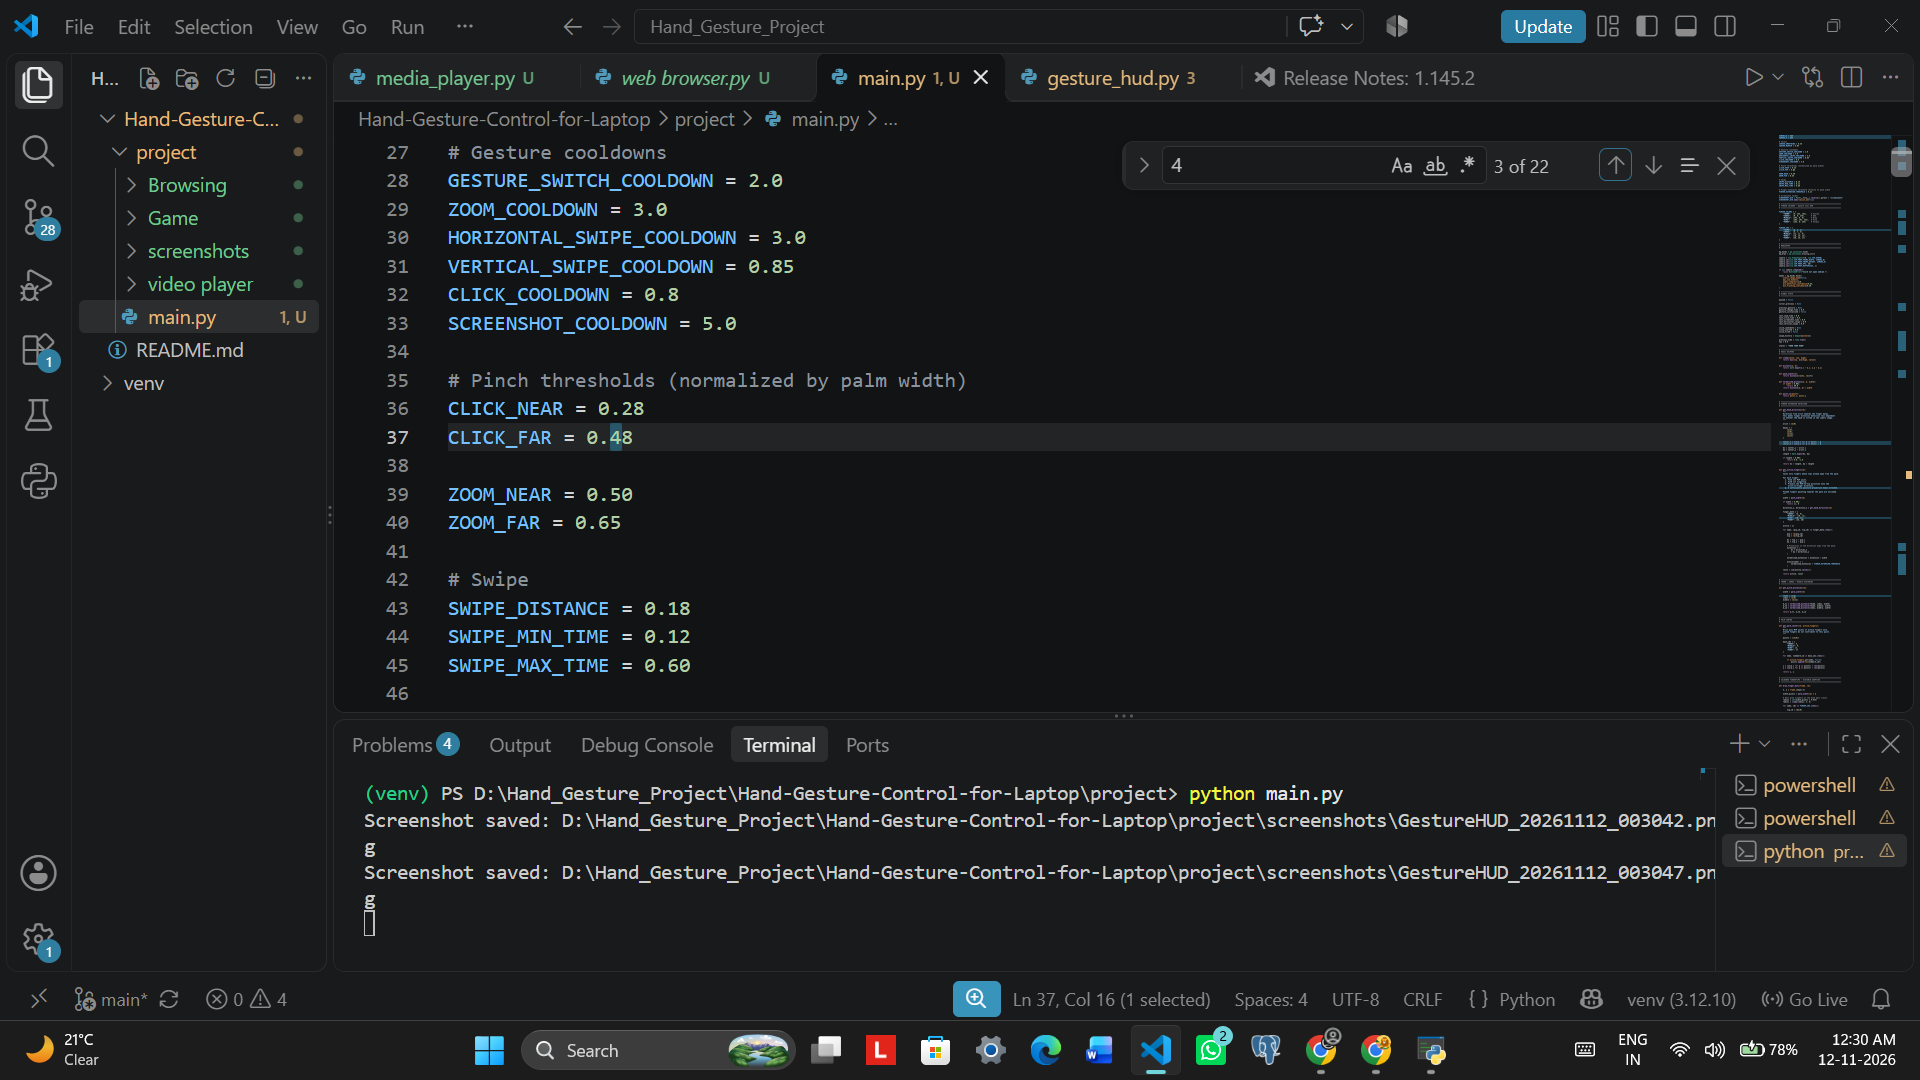 File Edit Selection View Go Run ... Hand_Gesture_Project Update
H... media_player.py U web browser.py U main.py 1, U gesture_hud.py 3 Release Notes: 1.145.2
Hand-Gesture-C...
project
Browsing
Game
screenshots
video player
main.py 1, U
README.md
venv
28
1
1
Hand-Gesture-Control-for-Laptop > project > main.py > ...
4 Aa ab .* 3 of 22
27 # Gesture cooldowns
28 GESTURE_SWITCH_COOLDOWN = 2.0
29 ZOOM_COOLDOWN = 3.0
30 HORIZONTAL_SWIPE_COOLDOWN = 3.0
31 VERTICAL_SWIPE_COOLDOWN = 0.85
32 CLICK_COOLDOWN = 0.8
33 SCREENSHOT_COOLDOWN = 5.0
34
35 # Pinch thresholds (normalized by palm width)
36 CLICK_NEAR = 0.28
37 CLICK_FAR = 0.48
38
39 ZOOM_NEAR = 0.50
40 ZOOM_FAR = 0.65
41
42 # Swipe
43 SWIPE_DISTANCE = 0.18
44 SWIPE_MIN_TIME = 0.12
45 SWIPE_MAX_TIME = 0.60
46
Problems 4 Output Debug Console Terminal Ports
(venv) PS D:\Hand_Gesture_Project\Hand-Gesture-Control-for-Laptop\project> python main.py
Screenshot saved: D:\Hand_Gesture_Project\Hand-Gesture-Control-for-Laptop\project\screenshots\GestureHUD_20261112_003042.pn
g
Screenshot saved: D:\Hand_Gesture_Project\Hand-Gesture-Control-for-Laptop\project\screenshots\GestureHUD_20261112_003047.pn
g
powershell
powershell
python pr...
main* 0 4 Ln 37, Col 16 (1 selected) Spaces: 4 UTF-8 CRLF { } Python venv (3.12.10) Go Live
21°C
Clear
Search
L
W
2
ENG
IN
78%
12:30 AM
12-11-2026